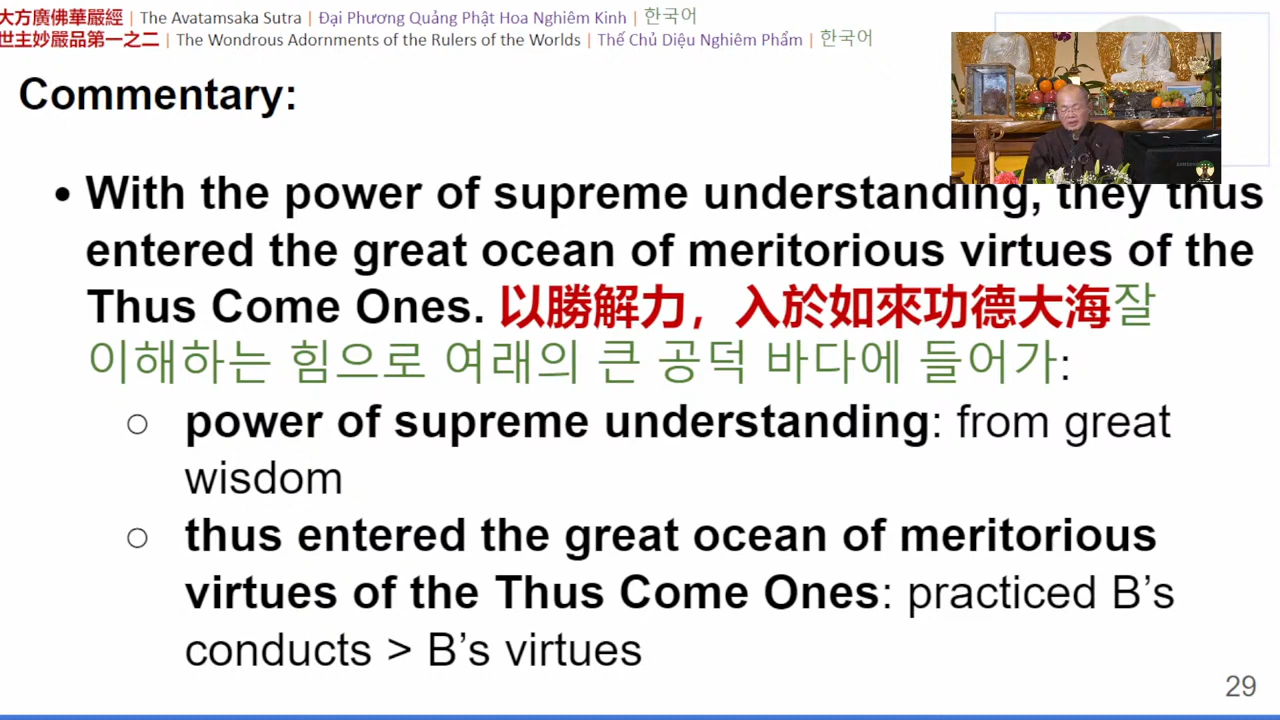 大方廣佛華嚴經 | The Avatamsaka Sutra | Đại Phương Quảng Phật Hoa Nghiêm Kinh | 한국어
世主妙嚴品第一之二 | The Wondrous Adornments of the Rulers of the Worlds | Thế Chủ Diệu Nghiêm Phẩm | 한국어
Commentary:
• With the power of supreme understanding, they thus
entered the great ocean of meritorious virtues of the
Thus Come Ones. 以勝解力，入於如來功德大海잘
이해하는 힘으로 여래의 큰 공덕 바다에 들어가:
○ power of supreme understanding: from great
wisdom
○ thus entered the great ocean of meritorious
virtues of the Thus Come Ones: practiced B’s
conducts > B’s virtues
29